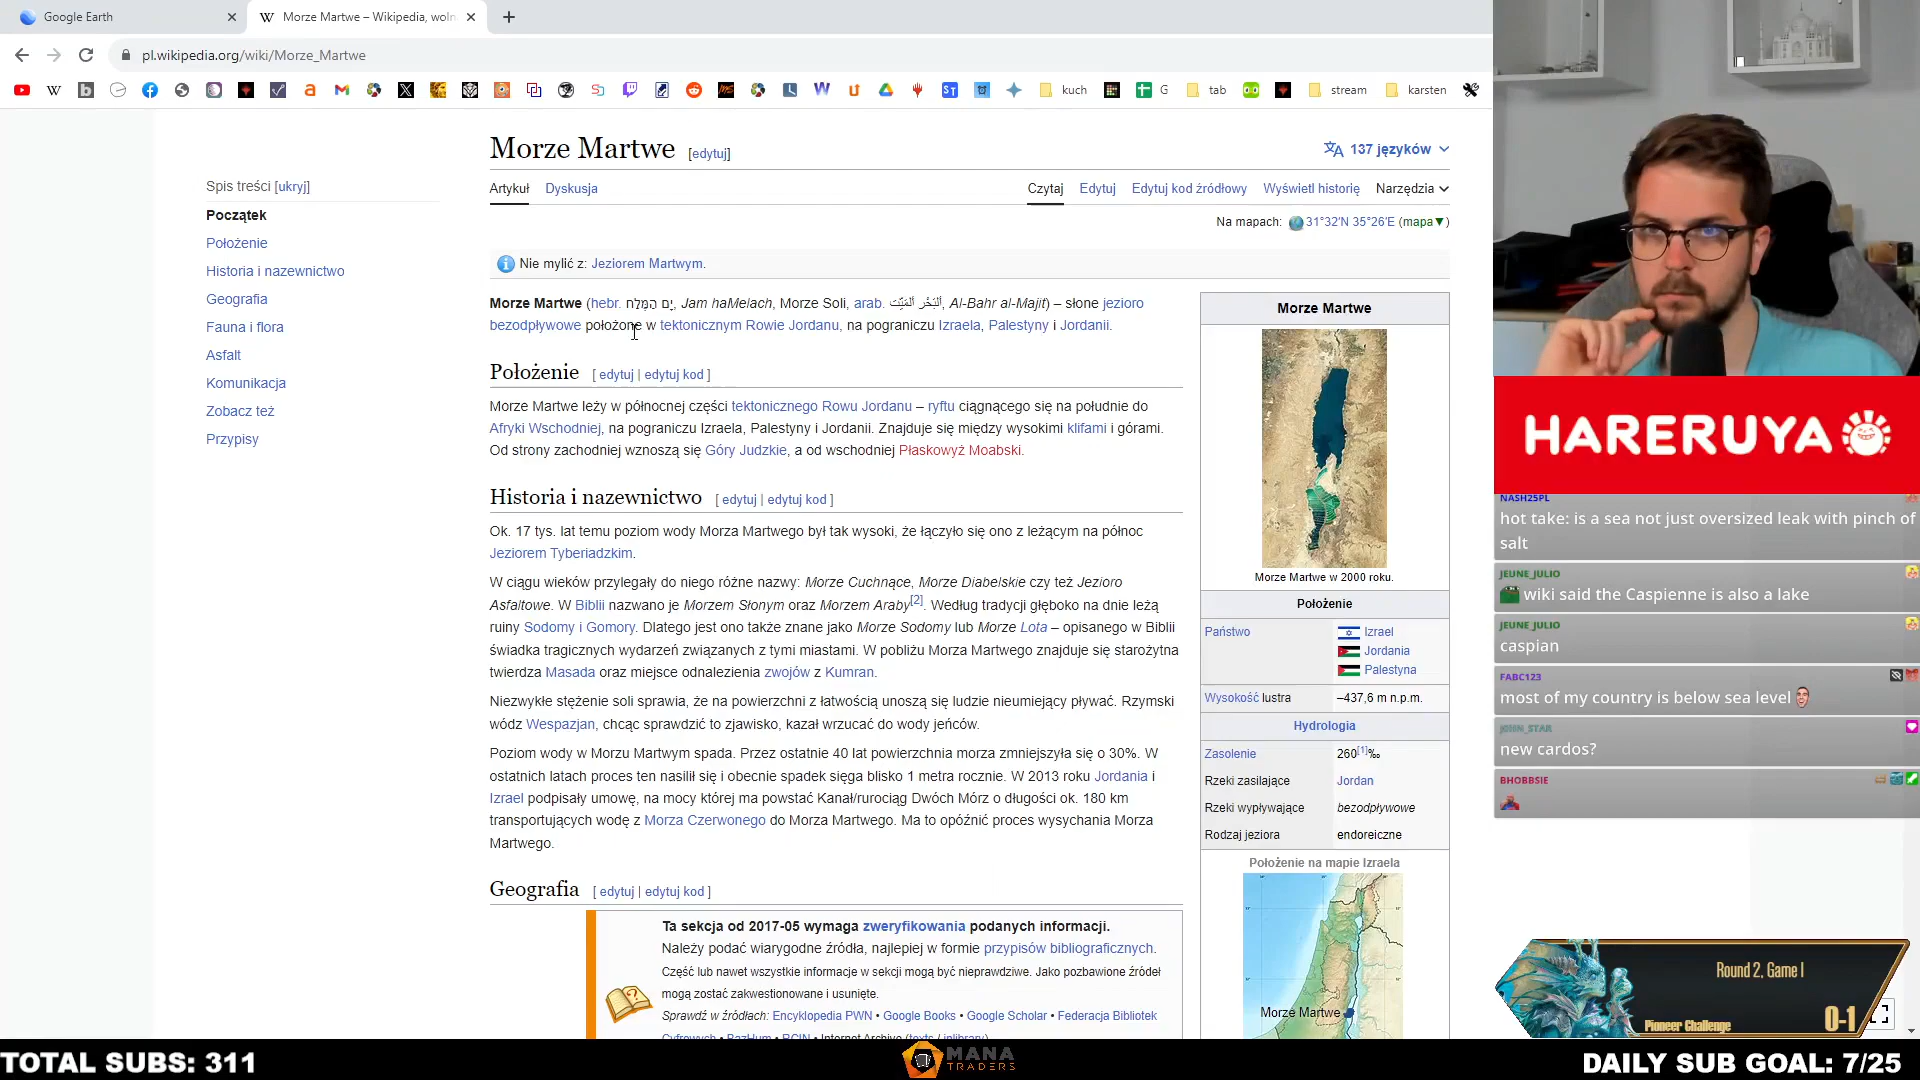 Google Earth
Morze Martwe – Wikipedia, woln
pl.wikipedia.org/wiki/Morze_Martwe
kuch
G
tab
stream
karsten
Morze Martwe [edytuj]
137 języków
Artykuł Dyskusja
Czytaj Edytuj Edytuj kod źródłowy Wyświetl historię Narzędzia
Na mapach: 31°32′N 35°26′E (mapa▼)
Spis treści [ukryj]
Początek
Położenie
Historia i nazewnictwo
Geografia
Fauna i flora
Asfalt
Komunikacja
Zobacz też
Przypisy
Nie mylić z: Jeziorem Martwym.
Morze Martwe (hebr. יָם הַמֶּלַח, Jam haMelach, Morze Soli, arab. اَلْبَحْر اَلْمَيِّت, Al-Bahr al-Majit) – słone jezioro
bezodpływowe położone w tektonicznym Rowie Jordanu, na pograniczu Izraela, Palestyny i Jordanii.
Położenie [ edytuj | edytuj kod ]
Morze Martwe leży w północnej części tektonicznego Rowu Jordanu – ryftu ciągnącego się na południe do
Afryki Wschodniej, na pograniczu Izraela, Palestyny i Jordanii. Znajduje się między wysokimi klifami i górami.
Od strony zachodniej wznoszą się Góry Judzkie, a od wschodniej Płaskowyż Moabski.
Historia i nazewnictwo [ edytuj | edytuj kod ]
Ok. 17 tys. lat temu poziom wody Morza Martwego był tak wysoki, że łączyło się ono z leżącym na północ
Jeziorem Tyberiadzkim.
W ciągu wieków przylegały do niego różne nazwy: Morze Cuchnące, Morze Diabelskie czy też Jezioro
Asfaltowe. W Biblii nazwano je Morzem Słonym oraz Morzem Araby[2]. Według tradycji głęboko na dnie leżą
ruiny Sodomy i Gomory. Dlatego jest ono także znane jako Morze Sodomy lub Morze Lota – opisanego w Biblii
świadka tragicznych wydarzeń związanych z tymi miastami. W pobliżu Morza Martwego znajduje się starożytna
twierdza Masada oraz miejsce odnalezienia zwojów z Kumran.
Niezwykłe stężenie soli sprawia, że na powierzchni z łatwością unoszą się ludzie nieumiejący pływać. Rzymski
wódz Wespazjan, chcąc sprawdzić to zjawisko, kazał wrzucać do wody jeńców.
Poziom wody w Morzu Martwym spada. Przez ostatnie 40 lat powierzchnia morza zmniejszyła się o 30%. W
ostatnich latach proces ten nasilił się i obecnie spadek sięga blisko 1 metra rocznie. W 2013 roku Jordania i
Izrael podpisały umowę, na mocy której ma powstać Kanał/rurociąg Dwóch Mórz o długości ok. 180 km
transportujących wodę z Morza Czerwonego do Morza Martwego. Ma to opóźnić proces wysychania Morza
Martwego.
Geografia [ edytuj | edytuj kod ]
Ta sekcja od 2017-05 wymaga zweryfikowania podanych informacji.
Należy podać wiarygodne źródła, najlepiej w formie przypisów bibliograficznych.
Część lub nawet wszystkie informacje w sekcji mogą być nieprawdziwe. Jako pozbawione źródeł
mogą zostać zakwestionowane i usunięte.
Sprawdź w źródłach: Encyklopedia PWN • Google Books • Google Scholar • Federacja Bibliotek
Cyfrowych • BazHum • RCIN • Internet Archive (texts / inlibrary)
Morze Martwe
Morze Martwe w 2000 roku.
Położenie
Państwo Izrael
Jordania
Palestyna
Wysokość lustra –437,6 m n.p.m.
Hydrologia
Zasolenie 260[1]‰
Rzeki zasilające Jordan
Rzeki wypływające bezodpływowe
Rodzaj jeziora endoreiczne
Położenie na mapie Izraela
Morze Martwe
HARERUYA
NASH25PL
hot take: is a sea not just oversized leak with pinch of
salt
JEUNE_JULIO
wiki said the Caspienne is also a lake
JEUNE_JULIO
caspian
FABC123
most of my country is below sea level
JOHN_STAR
new cardos?
BHOBBSIE
Round 2, Game 1
Pioneer Challenge
0-1
TOTAL SUBS: 311
MANA
TRADERS
DAILY SUB GOAL: 7/25